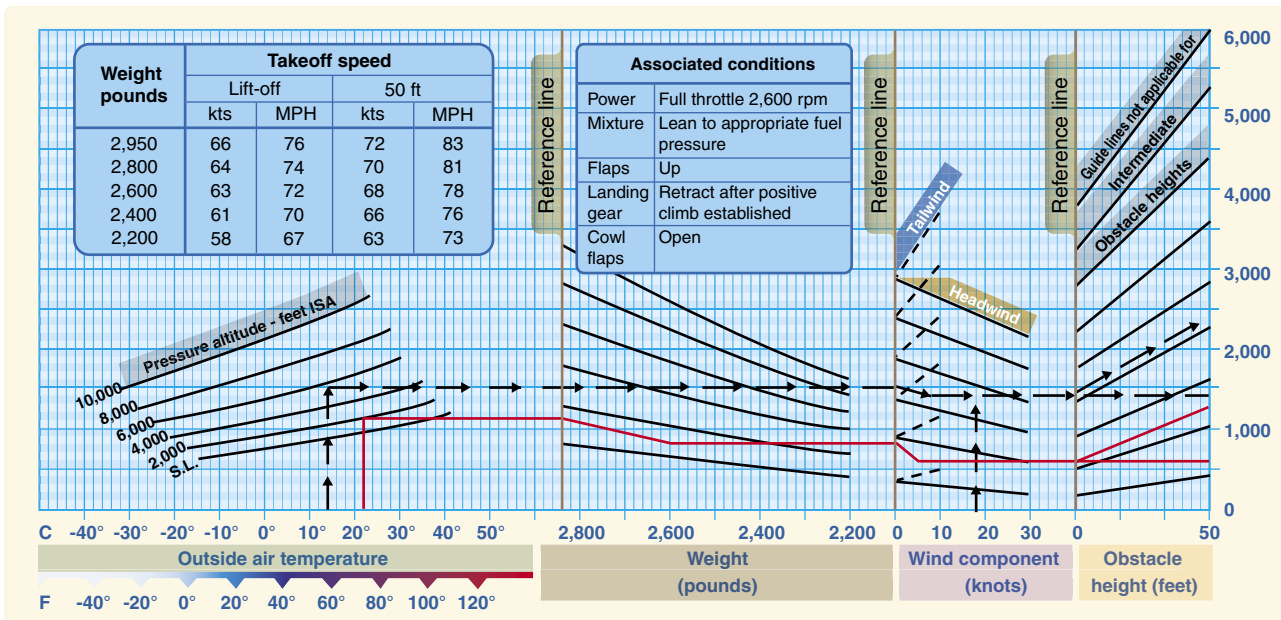 Weight pounds
Takeoff speed
Lift-off
50 ft
kts MPH kts MPH
2,950 66 76 72 83
2,800 64 74 70 81
2,600 63 72 68 78
2,400 61 70 66 76
2,200 58 67 63 73
Reference line
Associated conditions
Power Full throttle 2,600 rpm
Mixture Lean to appropriate fuel
pressure
Flaps Up
Landing Retract after positive
gear climb established
Cowl Open
flaps
Reference line
Tailwind
Headwind
Reference line
Guide lines not applicable for
Intermediate
Obstacle heights
6,000
5,000
4,000
3,000
2,000
1,000
0
Pressure altitude - feet ISA
10,000
8,000
6,000
4,000
2,000
S.L.
C -40° -30° -20° -10° 0° 10° 20° 30° 40° 50°
2,800 2,600 2,400 2,200
0 10 20 30
0 50
Outside air temperature
F -40° -20° 0° 20° 40° 60° 80° 100° 120°
Weight
(pounds)
Wind component
(knots)
Obstacle
height (feet)